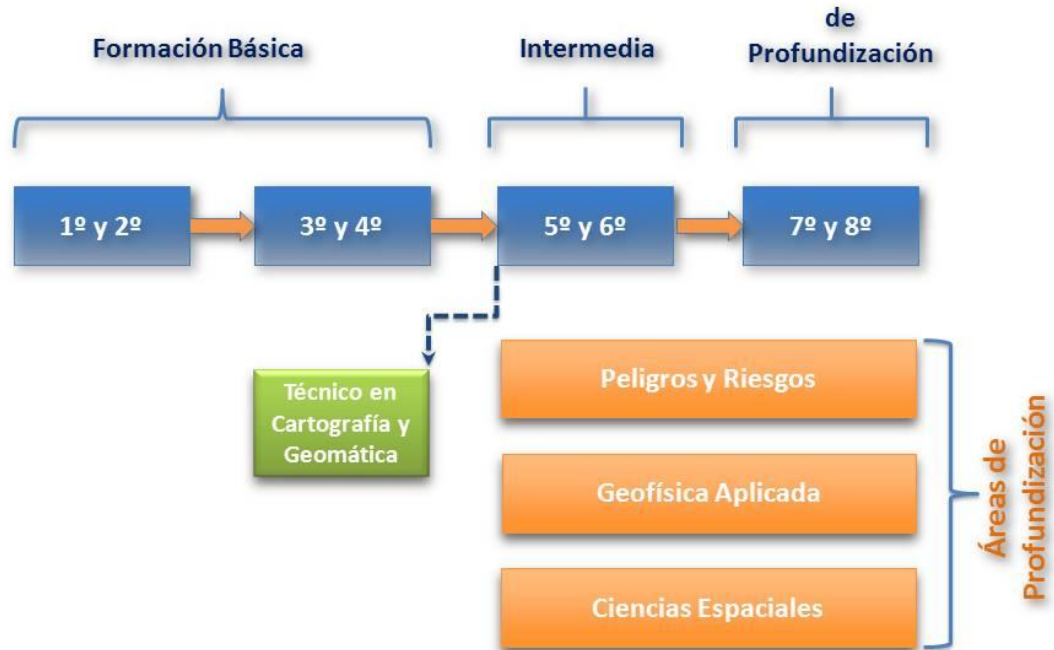 Formación Básica
Intermedia
de
Profundización
1º y 2º
3º y 4º
5º y 6º
7º y 8º
Técnico en
Cartografía y
Geomática
Peligros y Riesgos
Geofísica Aplicada
Ciencias Espaciales
Áreas de
Profundización